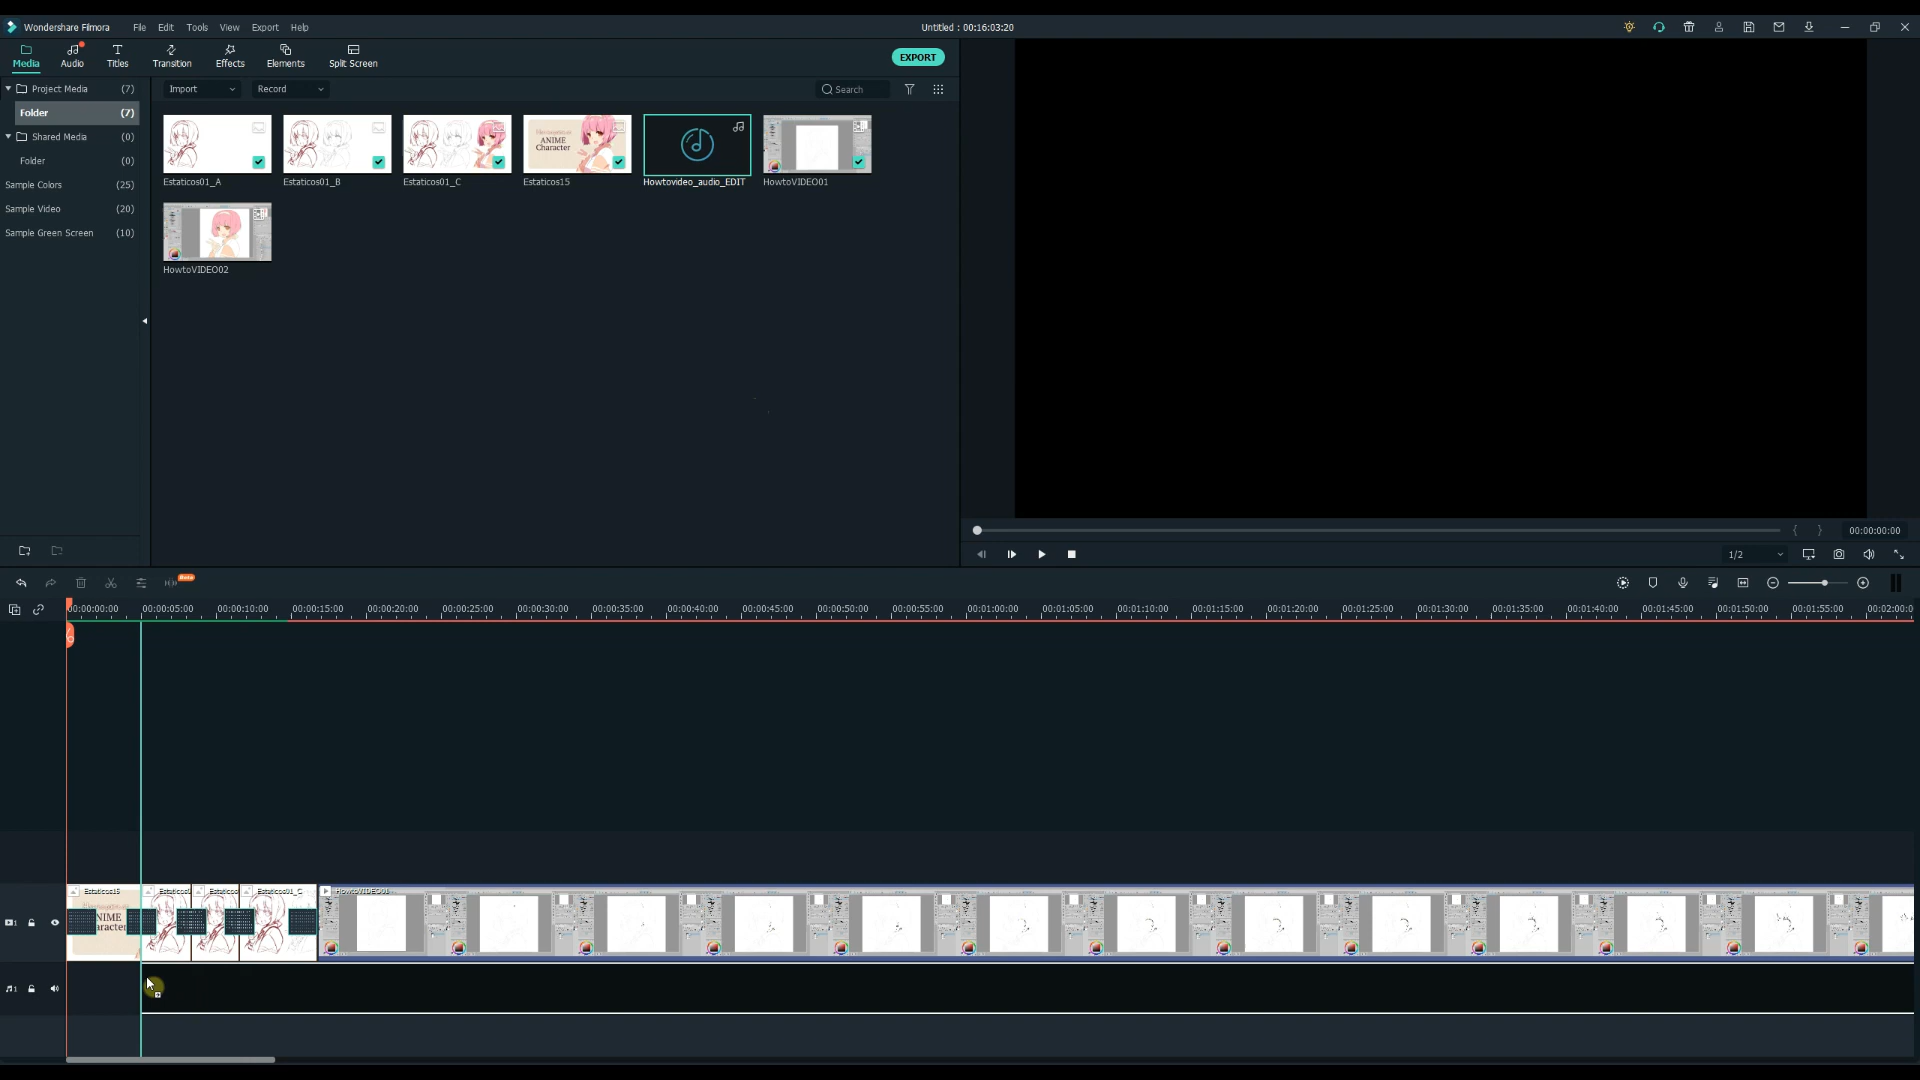 Wondershare Filmora File Edit Tools View Export Help Untitled : 00:16:03:20
Media Audio Titles Transition Effects Elements Split Screen EXPORT
Project Media (7) Import Record Search
Folder (7)
Shared Media (0)
Folder (0)
Sample Colors (25)
Sample Video (20)
Sample Green Screen (10)
ANIME
Character
Estaticos01_A Estaticos01_B Estaticos01_C Estaticos15 Howtovideo_audio_EDIT HowtoVIDEO01
HowtoVIDEO02
00:00:00:00
1/2
Beta
00:00:00:00 00:00:05:00 00:00:10:00 00:00:15:00 00:00:20:00 00:00:25:00 00:00:30:00 00:00:35:00 00:00:40:00 00:00:45:00 00:00:50:00 00:00:55:00 00:01:00:00 00:01:05:00 00:01:10:00 00:01:15:00 00:01:20:00 00:01:25:00 00:01:30:00 00:01:35:00 00:01:40:00 00:01:45:00 00:01:50:00 00:01:55:00 00:02:00:0
Estaticos15 Estaticos0 Estaticos Estaticos01_C HowtoVIDEO01
1
1